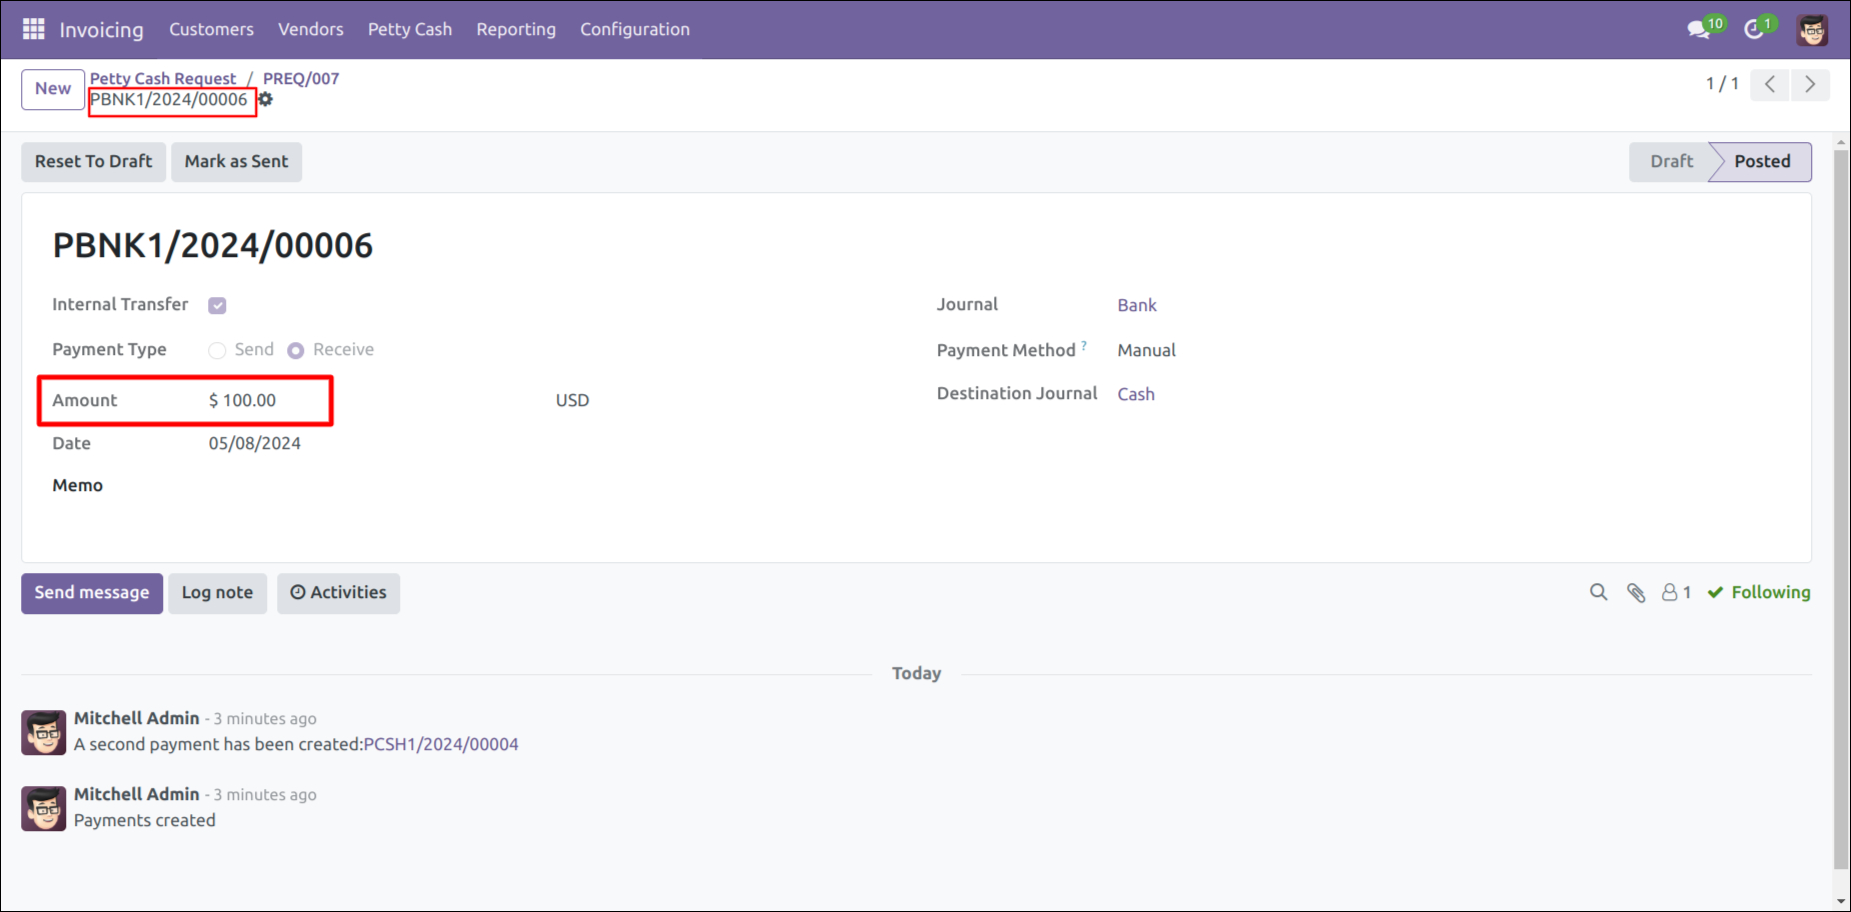 Invoicing Customers Vendors Petty Cash Reporting Configuration 10 1
New Petty Cash Request / PREQ/007 1 / 1
PBNK1/2024/00006
Reset To Draft Mark as Sent Draft Posted
PBNK1/2024/00006
Internal Transfer Journal Bank
Payment Type Send Receive Payment Method ? Manual
Amount $ 100.00 USD Destination Journal Cash
Date 05/08/2024
Memo
Send message Log note Activities 1 Following
Today
Mitchell Admin - 3 minutes ago
A second payment has been created:PCSH1/2024/00004
Mitchell Admin - 3 minutes ago
Payments created